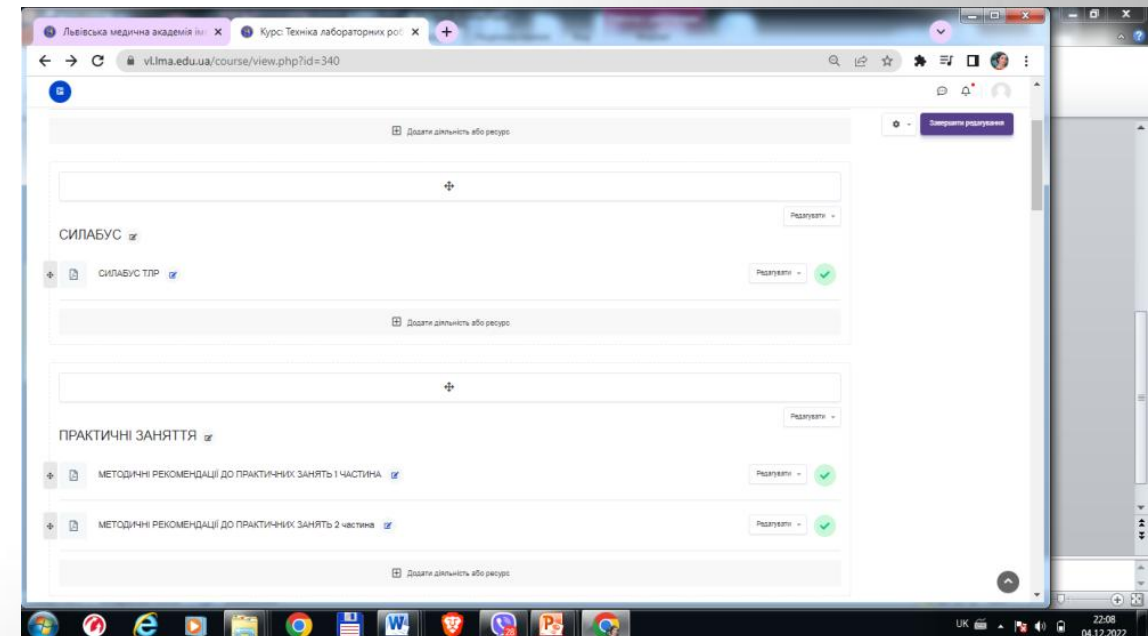 Львівська медична академія ім
Курс: Техніка лабораторних роб
vl.lma.edu.ua/course/view.php?id=340
Додати діяльність або ресурс
Завершити редагування
Редагувати
СИЛАБУС
СИЛАБУС ТЛР
Редагувати
Додати діяльність або ресурс
Редагувати
ПРАКТИЧНІ ЗАНЯТТЯ
МЕТОДИЧНІ РЕКОМЕНДАЦІЇ ДО ПРАКТИЧНИХ ЗАНЯТЬ 1 ЧАСТИНА
Редагувати
МЕТОДИЧНІ РЕКОМЕНДАЦІЇ ДО ПРАКТИЧНИХ ЗАНЯТЬ 2 частина
Редагувати
Додати діяльність або ресурс
UK
22:08
04.12.2022